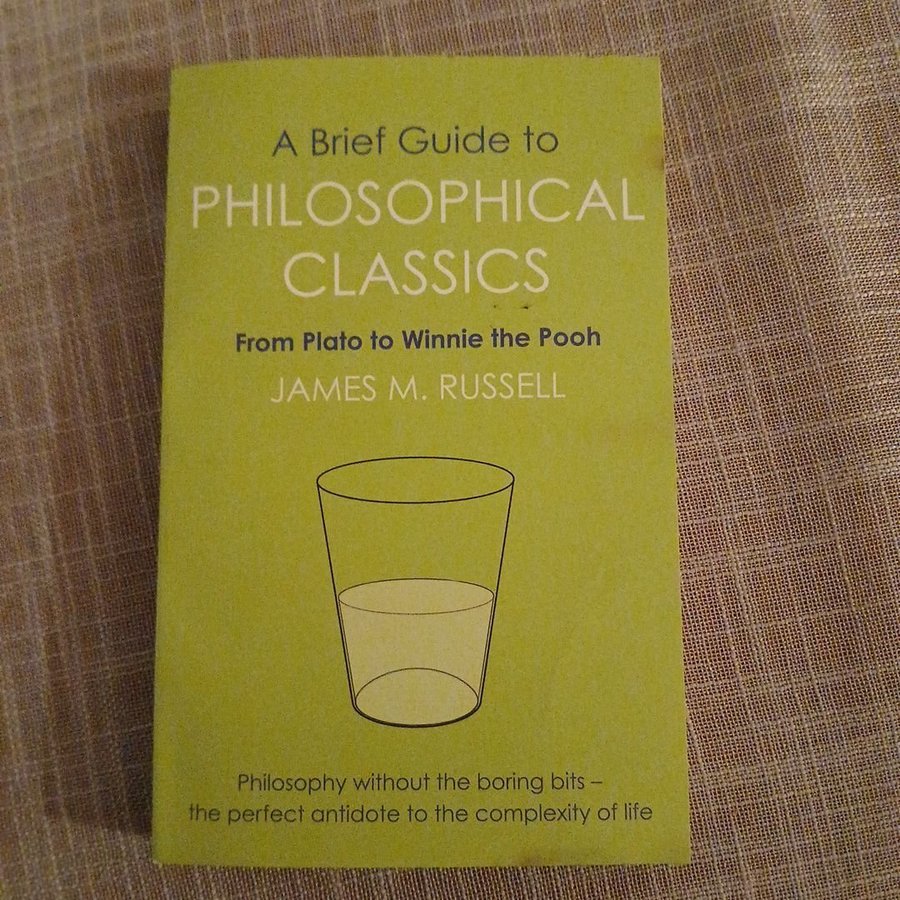 A Brief Guide to
PHILOSOPHICAL
CLASSICS
From Plato to Winnie the Pooh
JAMES M. RUSSELL
Philosophy without the boring bits –
the perfect antidote to the complexity of life